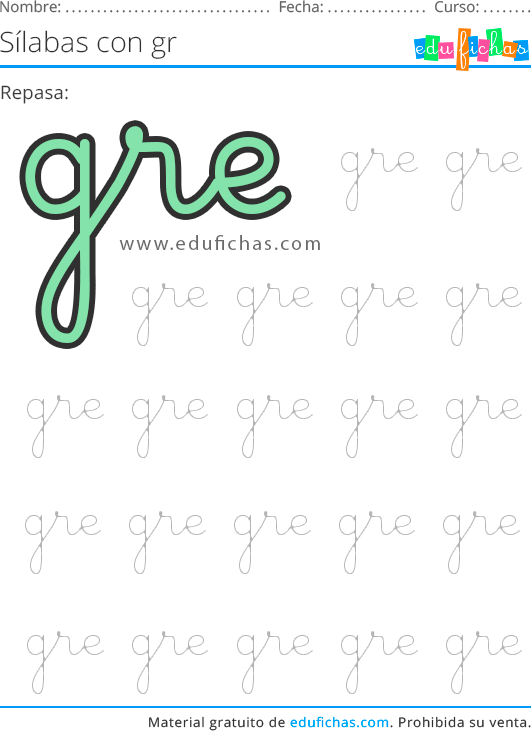 Nombre: ................................ Fecha: ................ Curso: ........
Sílabas con gr
edufichas
Repasa:
gre gre gre
www.edufichas.com
gre gre gre gre
gre gre gre gre gre
gre gre gre gre gre
gre gre gre gre gre
Material gratuito de edufichas.com. Prohibida su venta.